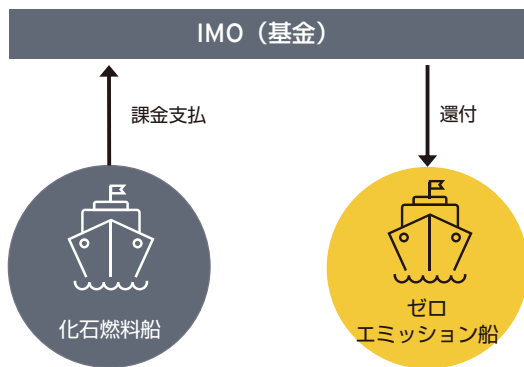 IMO（基金）
課金支払
還付
化石燃料船
ゼロ
エミッション船